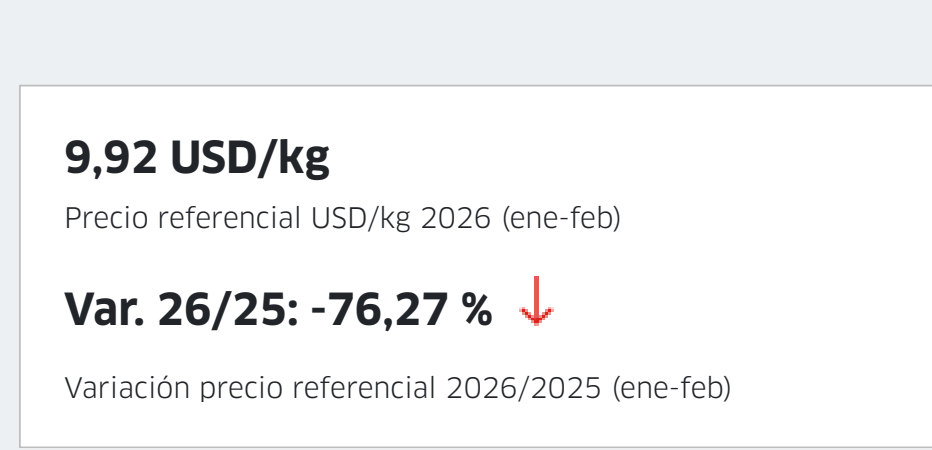 9,92 USD/kg
Precio referencial USD/kg 2026 (ene-feb)
Var. 26/25: -76,27 %
Variación precio referencial 2026/2025 (ene-feb)